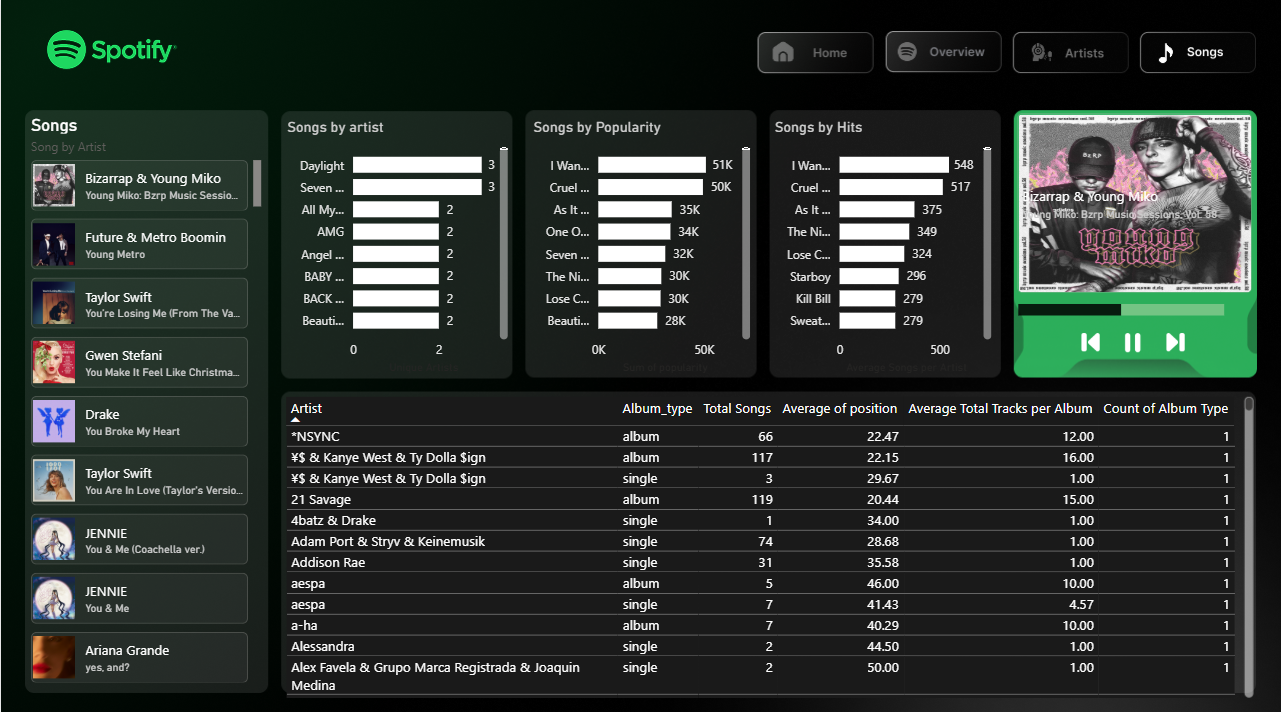 Spotify
Home
Overview
Artists
Songs
Songs
Songs by Artist
Bizarrap & Young Miko
Young Miko: Bzrp Music Sessio...
Future & Metro Boomin
Young Metro
Taylor Swift
You're Losing Me (From The Va...
Gwen Stefani
You Make It Feel Like Christma...
Drake
You Broke My Heart
Taylor Swift
You Are In Love (Taylor's Versio...
JENNIE
You & Me (Coachella ver.)
JENNIE
You & Me
Ariana Grande
yes, and?
Songs by artist
Daylight 3
Seven ... 3
All My... 2
AMG 2
Angel ... 2
BABY ... 2
BACK ... 2
Beauti... 2
0 2
Songs by Popularity
I Wan... 51K
Cruel ... 50K
As It ... 35K
One O... 34K
Seven ... 32K
The Ni... 30K
Lose C... 30K
Beauti... 28K
0K 50K
Sum of popularity
Songs by Hits
I Wan... 548
Cruel ... 517
As It ... 375
The Ni... 349
Lose C... 324
Starboy 296
Kill Bill 279
Sweat... 279
0 500
Average Songs per Artist
BzRP
Bizarrap & Young Miko
Young Miko: Bzrp Music Sessions, Vol. 58
young
miko
Artist Album_type Total Songs Average of position Average Total Tracks per Album Count of Album Type
*NSYNC album 66 22.47 12.00 1
¥$ & Kanye West & Ty Dolla $ign album 117 22.15 16.00 1
¥$ & Kanye West & Ty Dolla $ign single 3 29.67 1.00 1
21 Savage album 119 20.44 15.00 1
4batz & Drake single 1 34.00 1.00 1
Adam Port & Stryv & Keinemusik single 74 28.68 1.00 1
Addison Rae single 31 35.58 1.00 1
aespa album 5 46.00 10.00 1
aespa single 7 41.43 4.57 1
a-ha album 7 40.29 10.00 1
Alessandra single 2 44.50 1.00 1
Alex Favela & Grupo Marca Registrada & Joaquin single 2 50.00 1.00 1
Medina